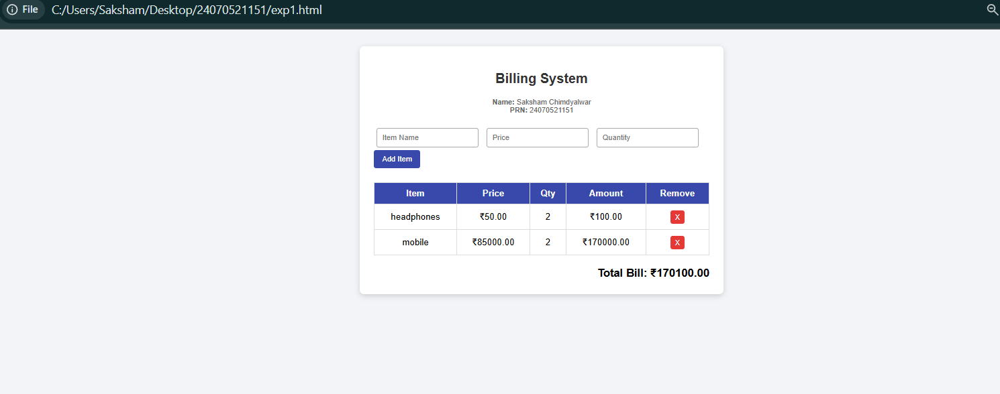 File C:/Users/Saksham/Desktop/24070521151/exp1.html
Billing System
Name: Saksham Chimdyalwar
PRN: 24070521151
Item Name Price Quantity
Add Item
Item Price Qty Amount Remove
headphones ₹50.00 2 ₹100.00 X
mobile ₹85000.00 2 ₹170000.00 X
Total Bill: ₹170100.00